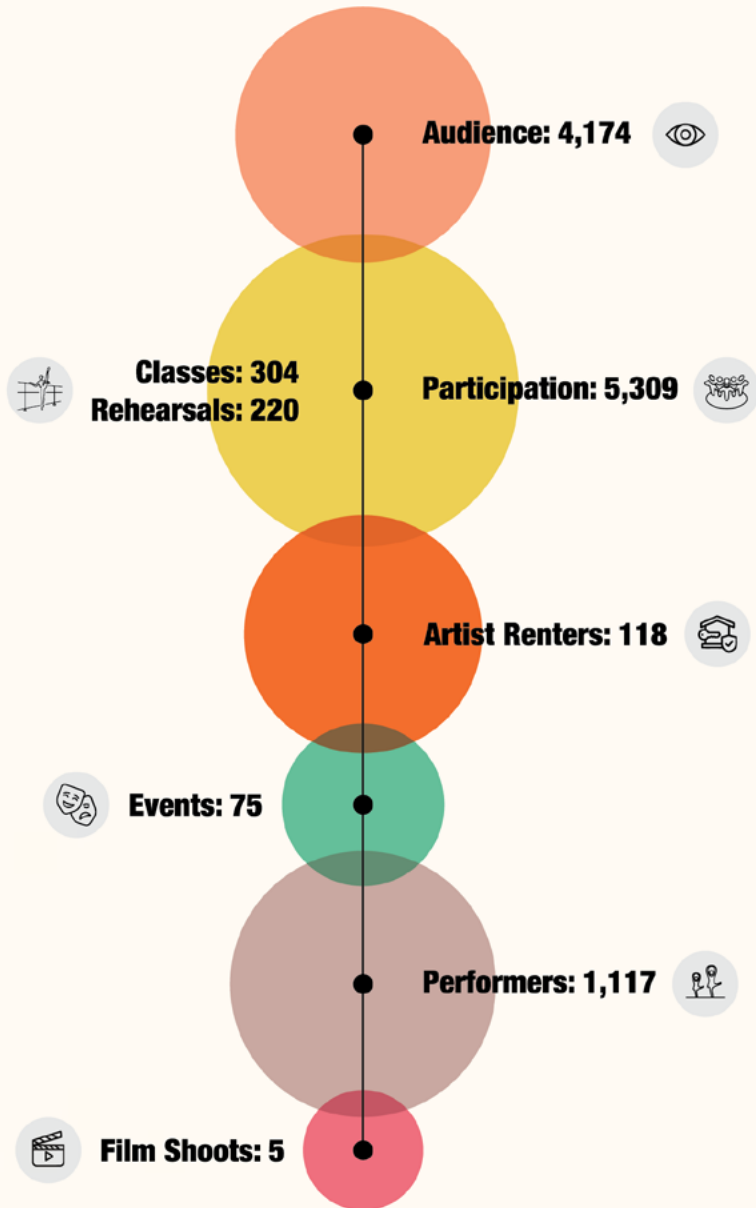 Audience: 4,174
Classes: 304
Rehearsals: 220
Participation: 5,309
Artist Renters: 118
Events: 75
Performers: 1,117
Film Shoots: 5